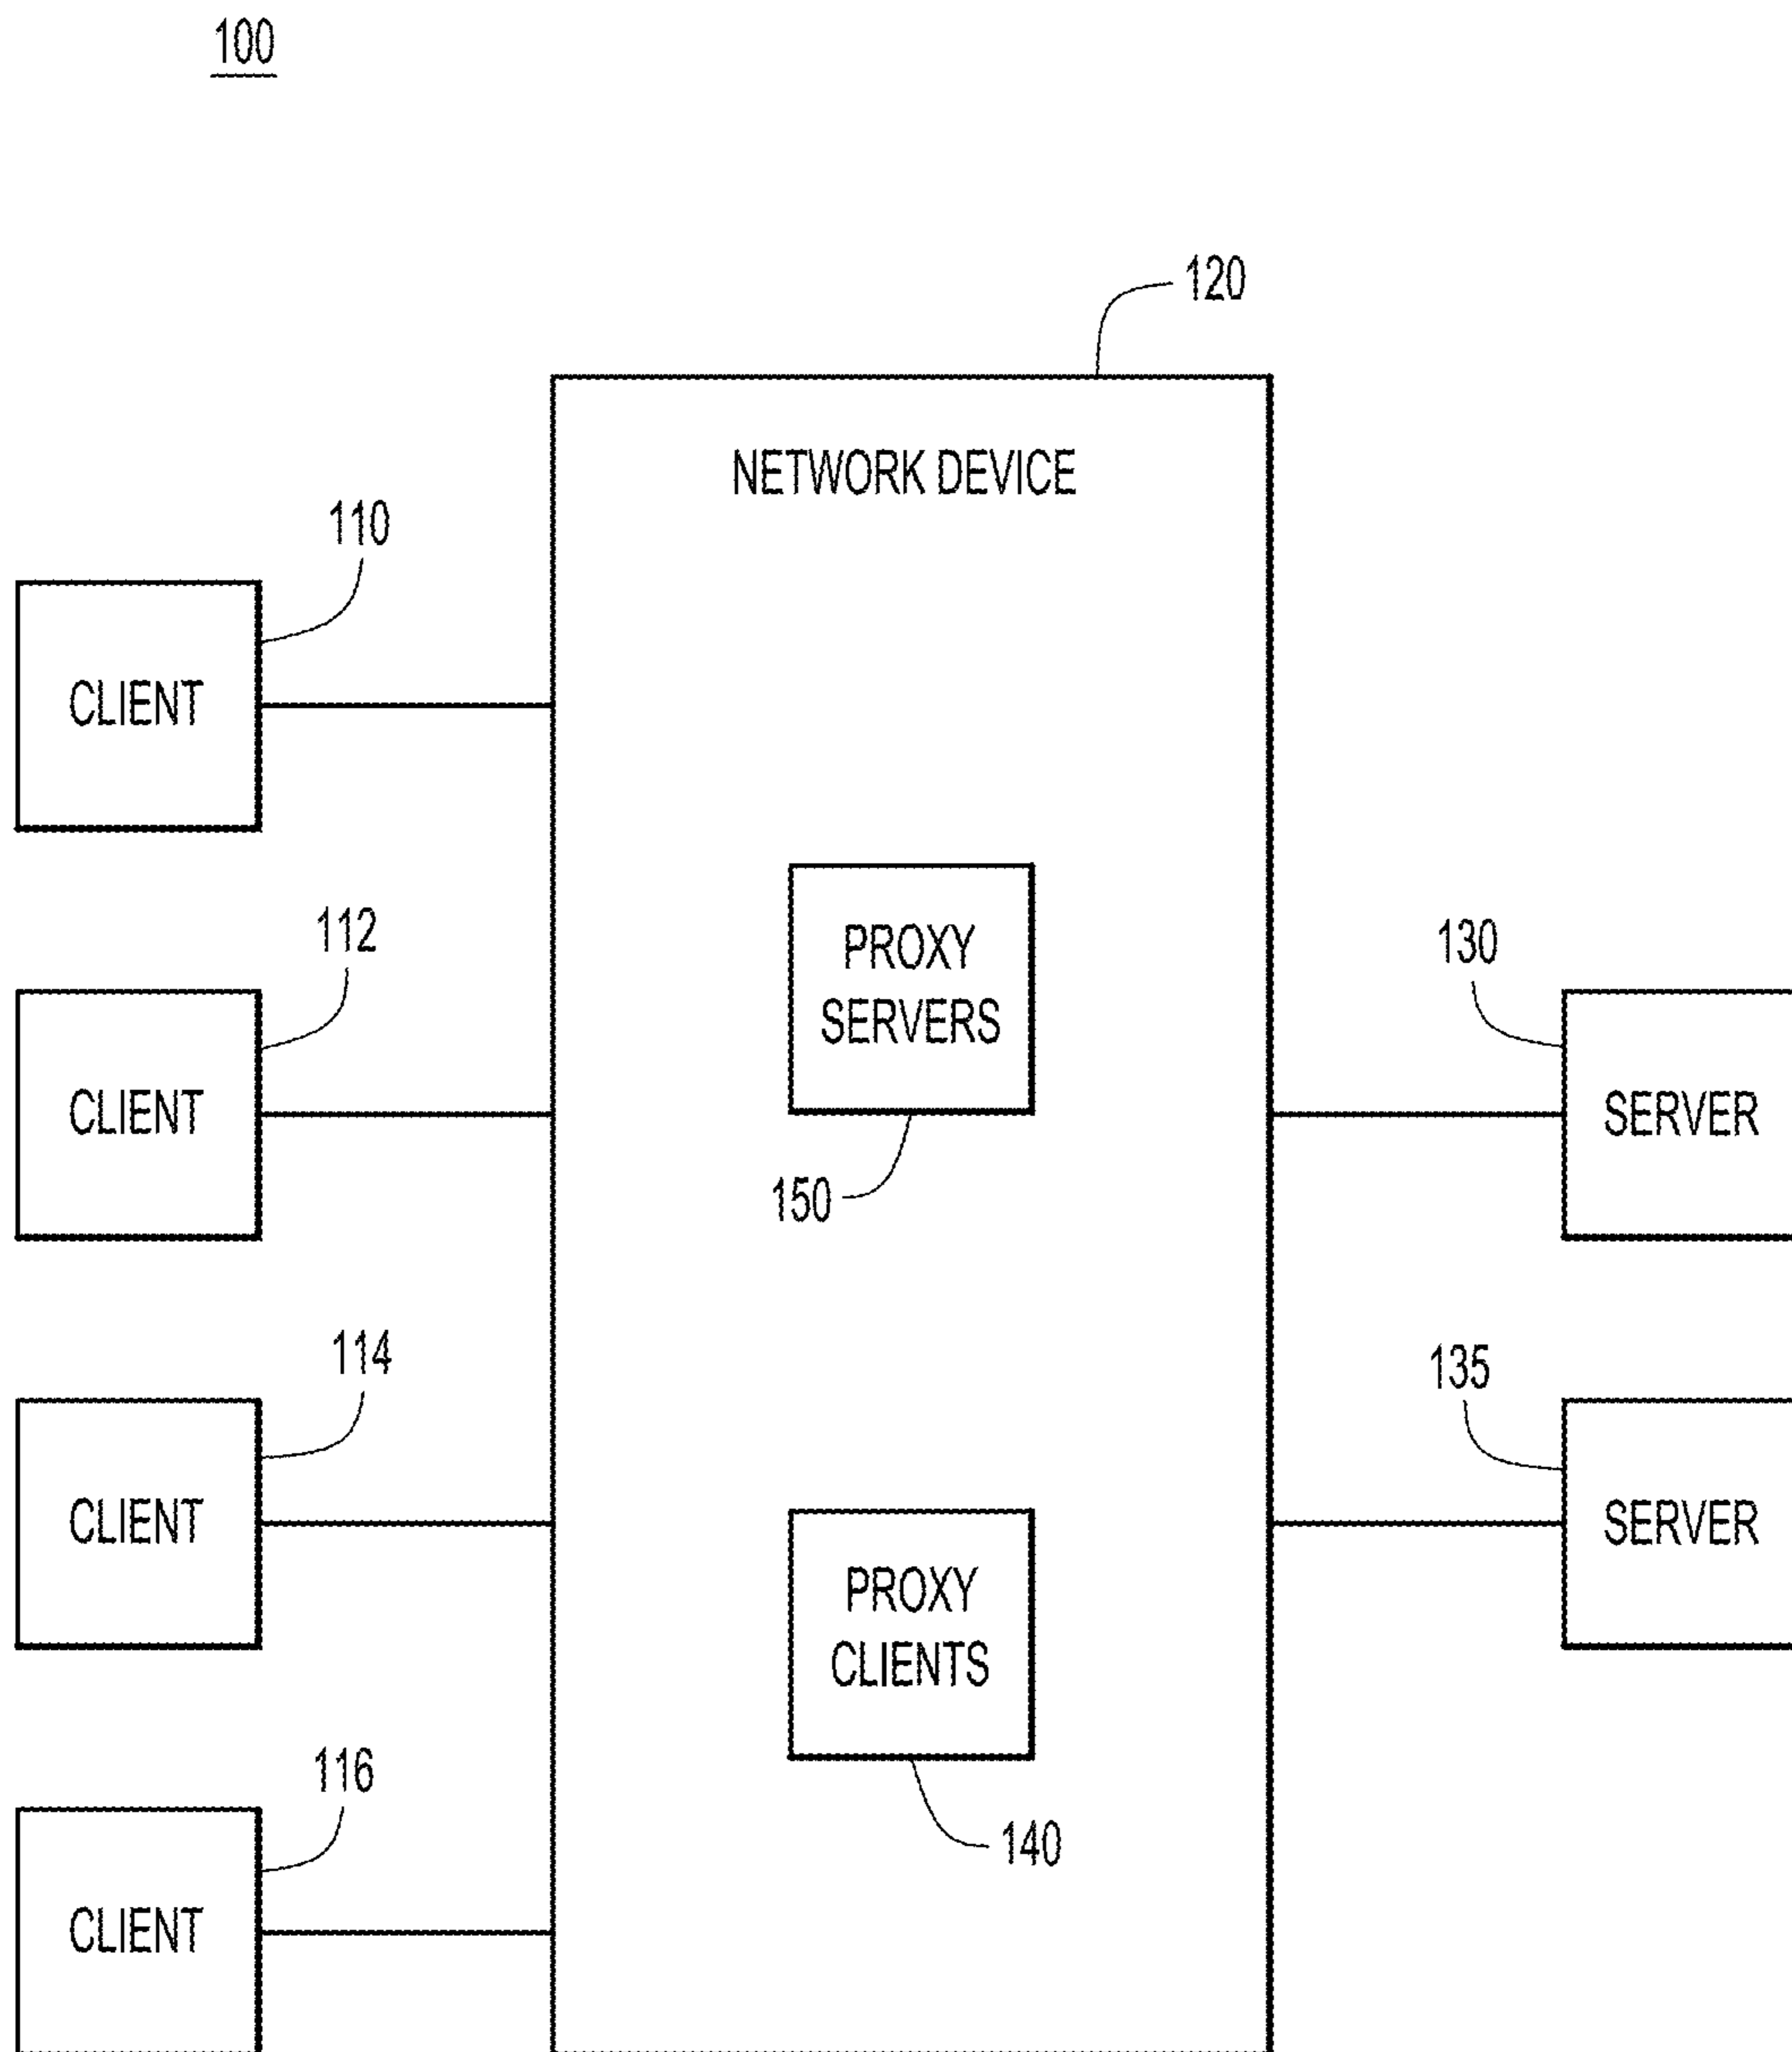 100
120
NETWORK DEVICE
110
CLIENT
112
CLIENT
114
CLIENT
116
CLIENT
PROXY
SERVERS
150
PROXY
CLIENTS
140
130
SERVER
135
SERVER